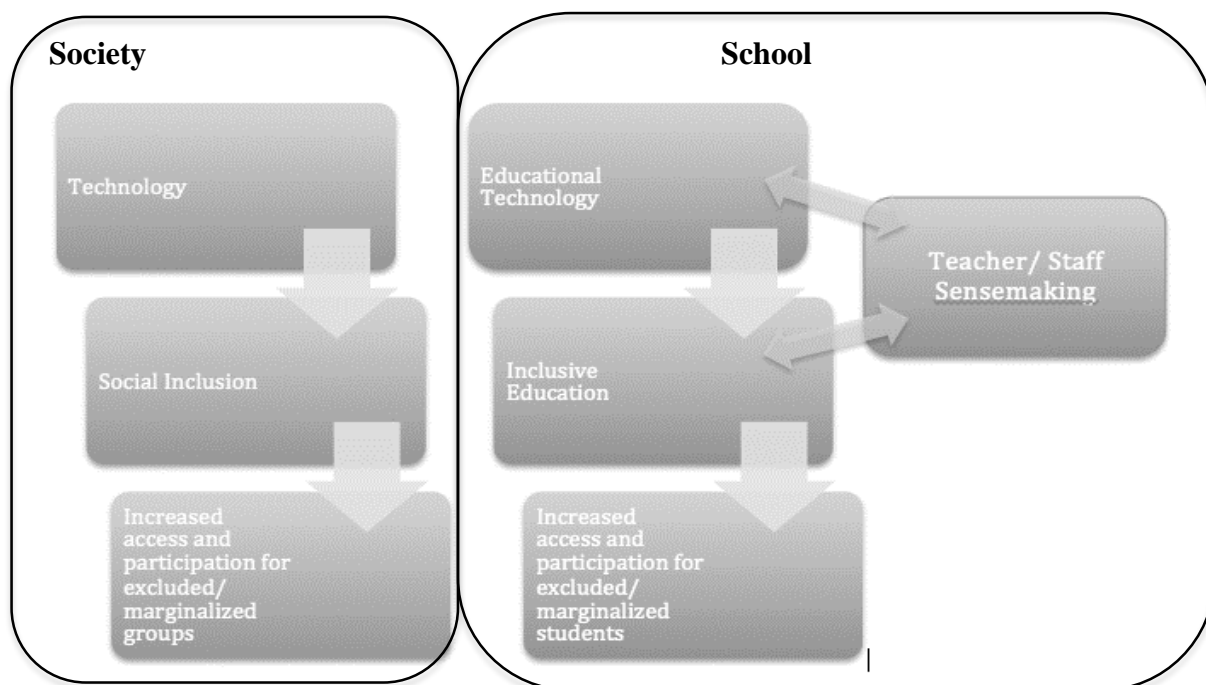 Society
Technology
Social Inclusion
Increased
access and
participation for
excluded/
marginalized
groups
School
Educational
Technology
Inclusive
Education
Increased
access and
participation for
excluded/
marginalized
students
Teacher/ Staff
Sensemaking